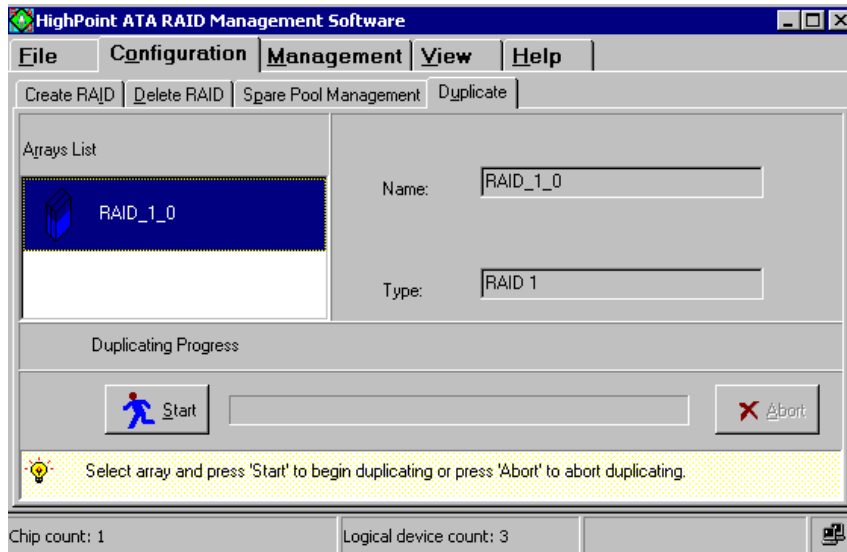 HighPoint ATA RAID Management Software
File Configuration Management View Help
Create RAID Delete RAID Spare Pool Management Duplicate
Arrays List
RAID_1_0
Name: RAID_1_0
Type: RAID 1
Duplicating Progress
Start Abort
Select array and press 'Start' to begin duplicating or press 'Abort' to abort duplicating.
Chip count: 1 Logical device count: 3